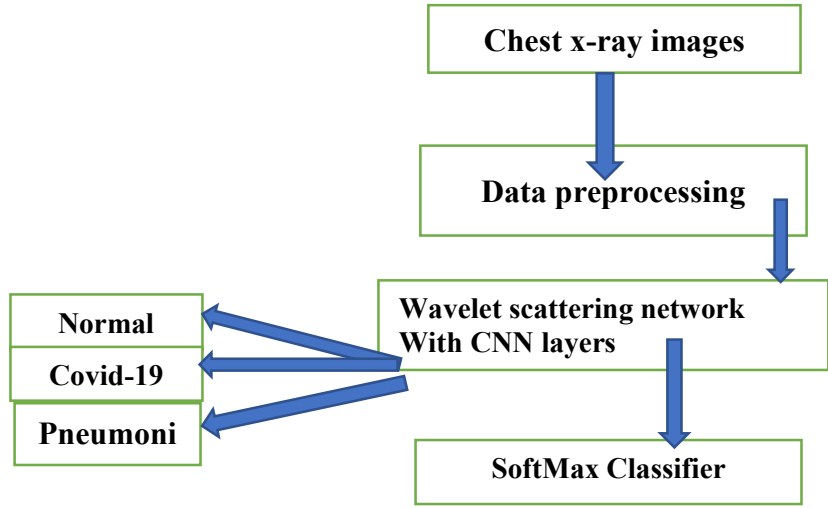 Chest x-ray images
Data preprocessing
Wavelet scattering network
With CNN layers
Normal
Covid-19
Pneumoni
SoftMax Classifier